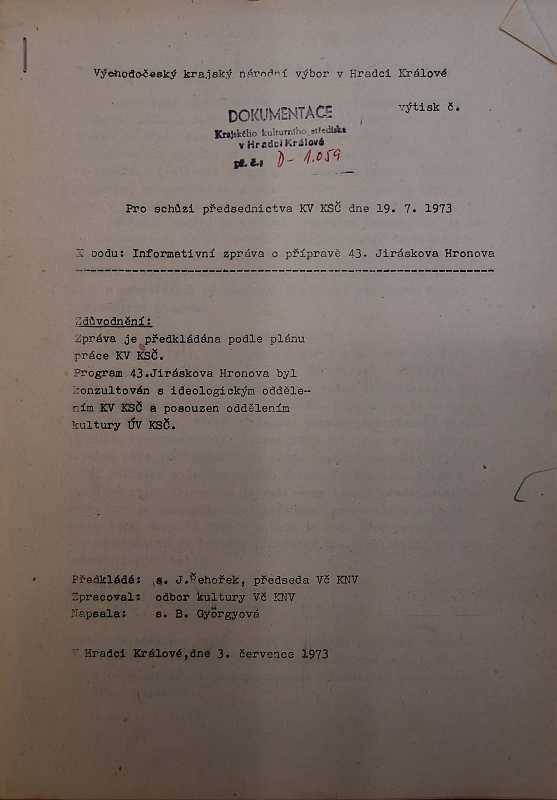 Východočeský krajský národní výbor v Hradci Králové
výtisk č.
DOKUMENTACE
Krajského kulturního střediska
v Hradci Králové
př. č.: D- 1.059
Pro schůzi předsednictva KV KSČ dne 19. 7. 1973
K bodu: Informativní zpráva o přípravě 43. Jiráskova Hronova
Zdůvodnění:
Zpráva je předkládána podle plánu
práce KV KSČ.
Program 43.Jiráskova Hronova byl
konzultován s ideologickým odděle-
ním KV KSČ a posouzen oddělením
kultury ÚV KSČ.
Předkládá: s. J.Řehořek, předseda Vč KNV
Zpracoval: odbor kultury Vč KNV
Napsala: s. B. Györgyová
V Hradci Králové,dne 3. července 1973